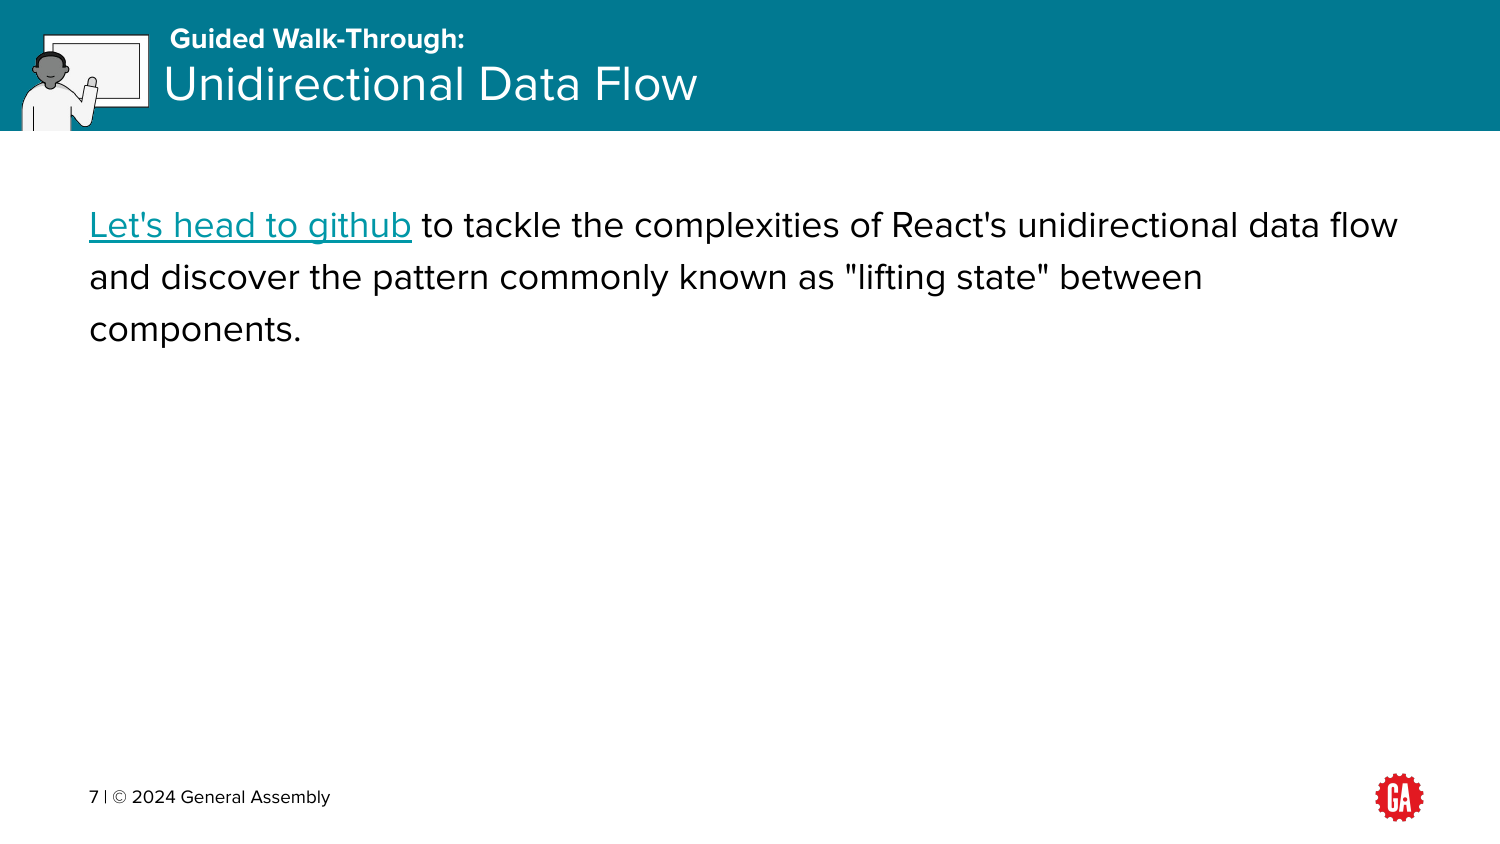 Guided Walk-Through:
Unidirectional Data Flow
Let's head to github to tackle the complexities of React's unidirectional data flow
and discover the pattern commonly known as "lifting state" between
components.
7 | © 2024 General Assembly
GA